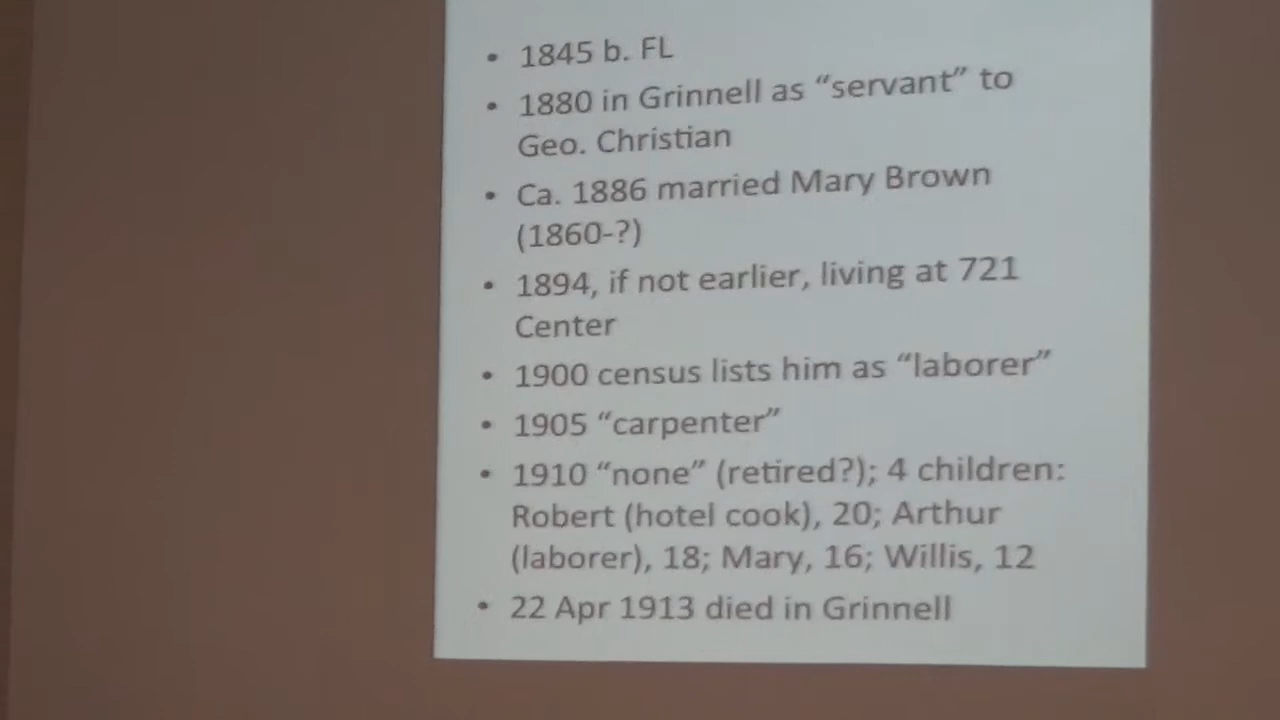 • 1845 b. FL
• 1880 in Grinnell as “servant” to
Geo. Christian
• Ca. 1886 married Mary Brown
(1860-?)
• 1894, if not earlier, living at 721
Center
• 1900 census lists him as “laborer”
• 1905 “carpenter”
• 1910 “none” (retired?); 4 children:
Robert (hotel cook), 20; Arthur
(laborer), 18; Mary, 16; Willis, 12
• 22 Apr 1913 died in Grinnell